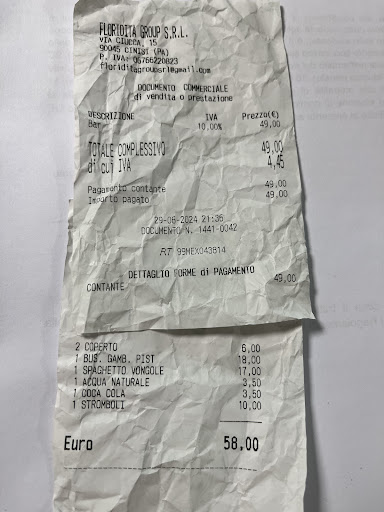 FLORIDITA GROUP S.R.L.
VIA CIUCCA, 15
90045 CINISI (PA)
P. IVA: 06766220823
floriditagroupsrl@gmail.com
DOCUMENTO COMMERCIALE
di vendita o prestazione
DESCRIZIONE IVA Prezzo(€)
Bar 10,00% 49,00
TOTALE COMPLESSIVO 49,00
di cui IVA 4,45
Pagamento contante 49,00
Importo pagato 49,00
29-08-2024 21:36
DOCUMENTO N. 1441-0042
RT 99MEX043814
DETTAGLIO FORME di PAGAMENTO
CONTANTE 49,00
2 COPERTO 6,00
1 BUS. GAMB. PIST 18,00
1 SPAGHETTO VONGOLE 17,00
1 ACQUA NATURALE 3,50
1 COCA COLA 3,50
1 STROMBOLI 10,00
Euro 58,00